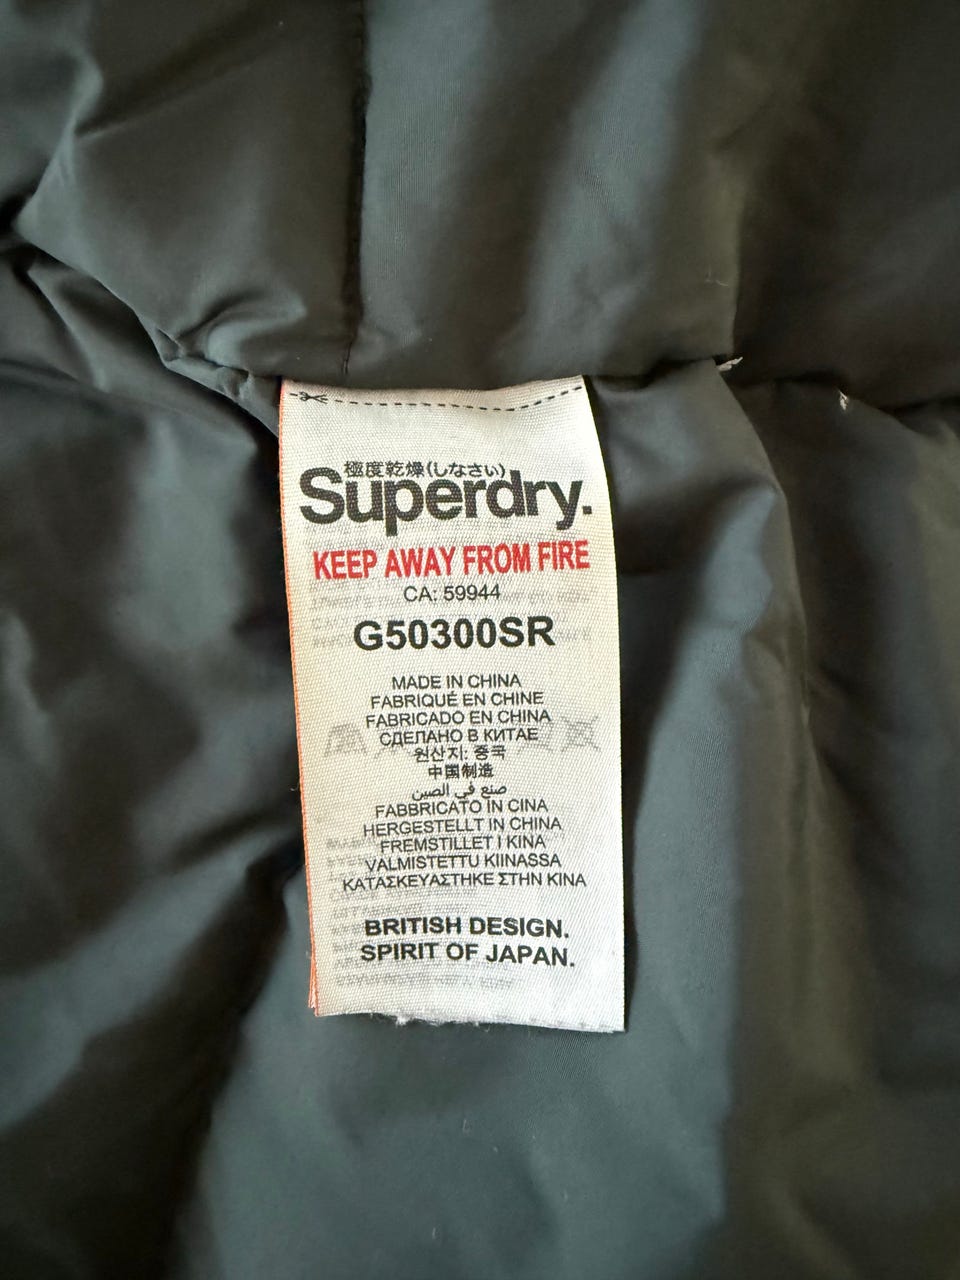 極度乾燥(しなさい)
Superdry.
KEEP AWAY FROM FIRE
CA: 59944
G50300SR
MADE IN CHINA
FABRIQUÉ EN CHINE
FABRICADO EN CHINA
СДЕЛАНО В КИТАЕ
원산지: 중국
中国制造
صنع في الصين
FABBRICATO IN CINA
HERGESTELLT IN CHINA
FREMSTILLET I KINA
VALMISTETTU KIINASSA
ΚΑΤΑΣΚΕΥΑΣΤΗΚΕ ΣΤΗΝ ΚΙΝΑ
BRITISH DESIGN.
SPIRIT OF JAPAN.